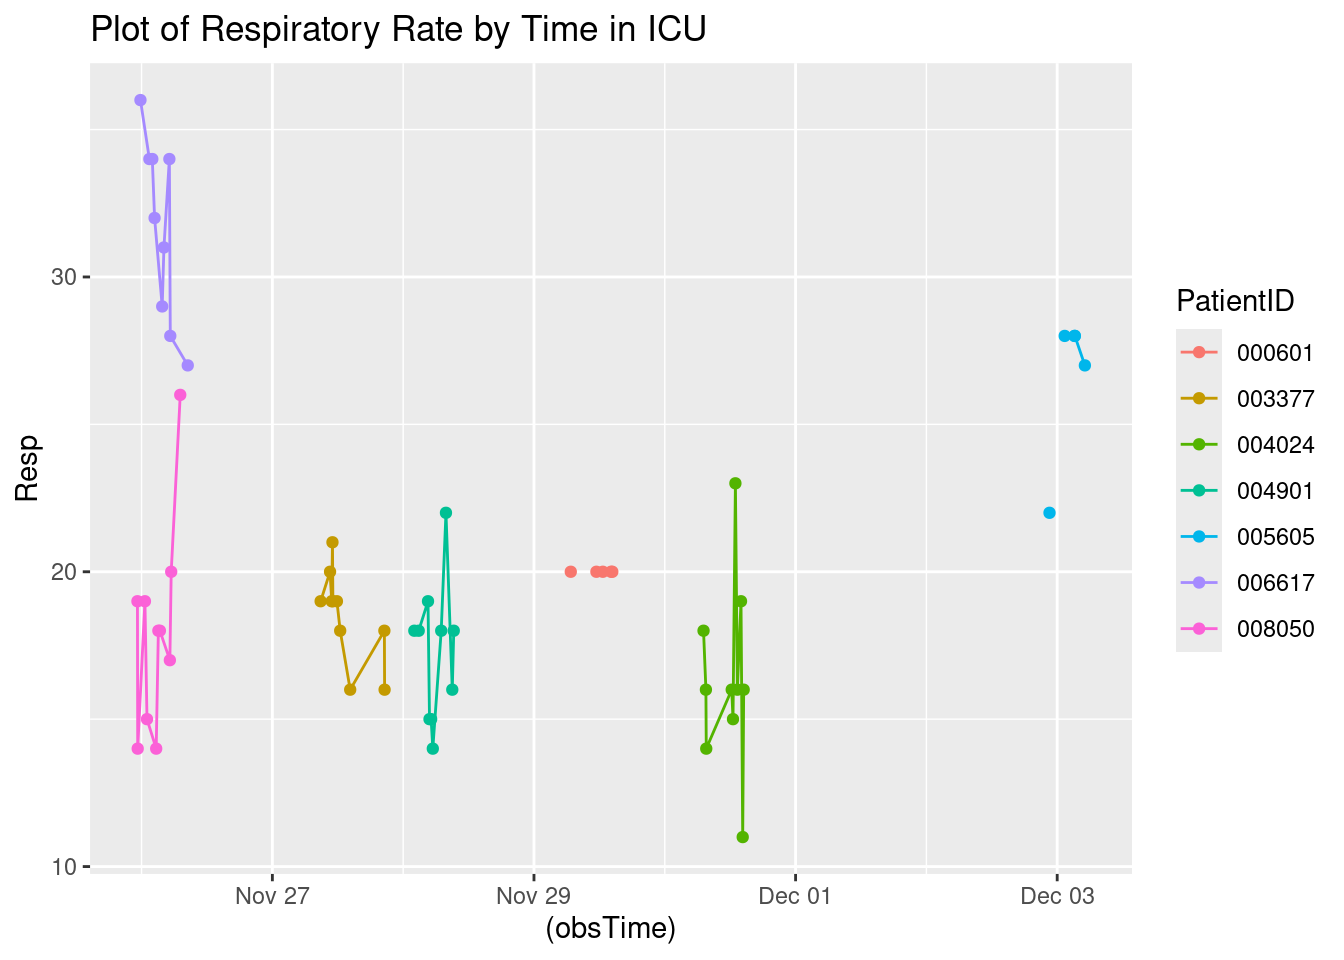 Plot of Respiratory Rate by Time in ICU
Resp
30
20
10
Nov 27
Nov 29
Dec 01
Dec 03
(obsTime)
PatientID
000601
003377
004024
004901
005605
006617
008050